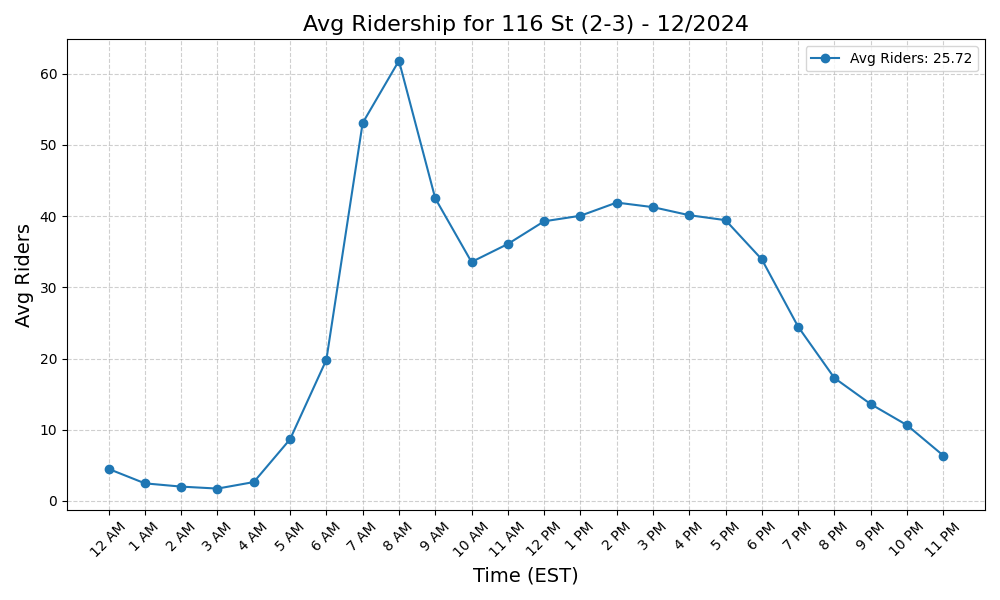 Avg Ridership for 116 St (2-3) - 12/2024
Avg Riders: 25.72
Avg Riders
60
50
40
30
20
10
0
12 AM
1 AM
2 AM
3 AM
4 AM
5 AM
6 AM
7 AM
8 AM
9 AM
10 AM
11 AM
12 PM
1 PM
2 PM
3 PM
4 PM
5 PM
6 PM
7 PM
8 PM
9 PM
10 PM
11 PM
Time (EST)